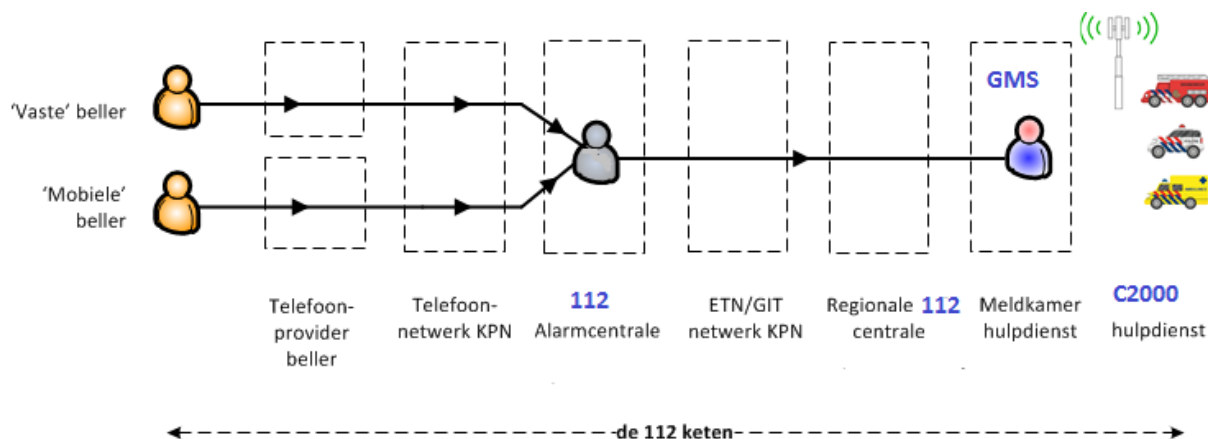 GMS
'Vaste' beller
'Mobiele'
beller
Telefoon-
provider
beller
Telefoon-
netwerk KPN
112
Alarmcentrale
ETN/GIT
netwerk KPN
Regionale 112
centrale
Meldkamer
hulpdienst
C2000
hulpdienst
de 112 keten